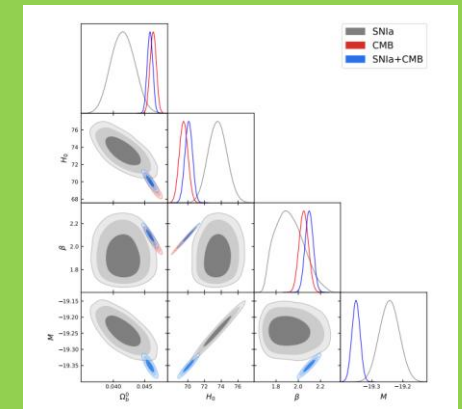 SNIa
CMB
SNIa+CMB
H₀
76
74
72
70
68
β
2.2
2.0
1.8
M
−19.15
−19.20
−19.25
−19.30
−19.35
0.040 0.045 70 72 74 76 1.8 2.0 2.2 −19.3 −19.2
Ω H₀ β M